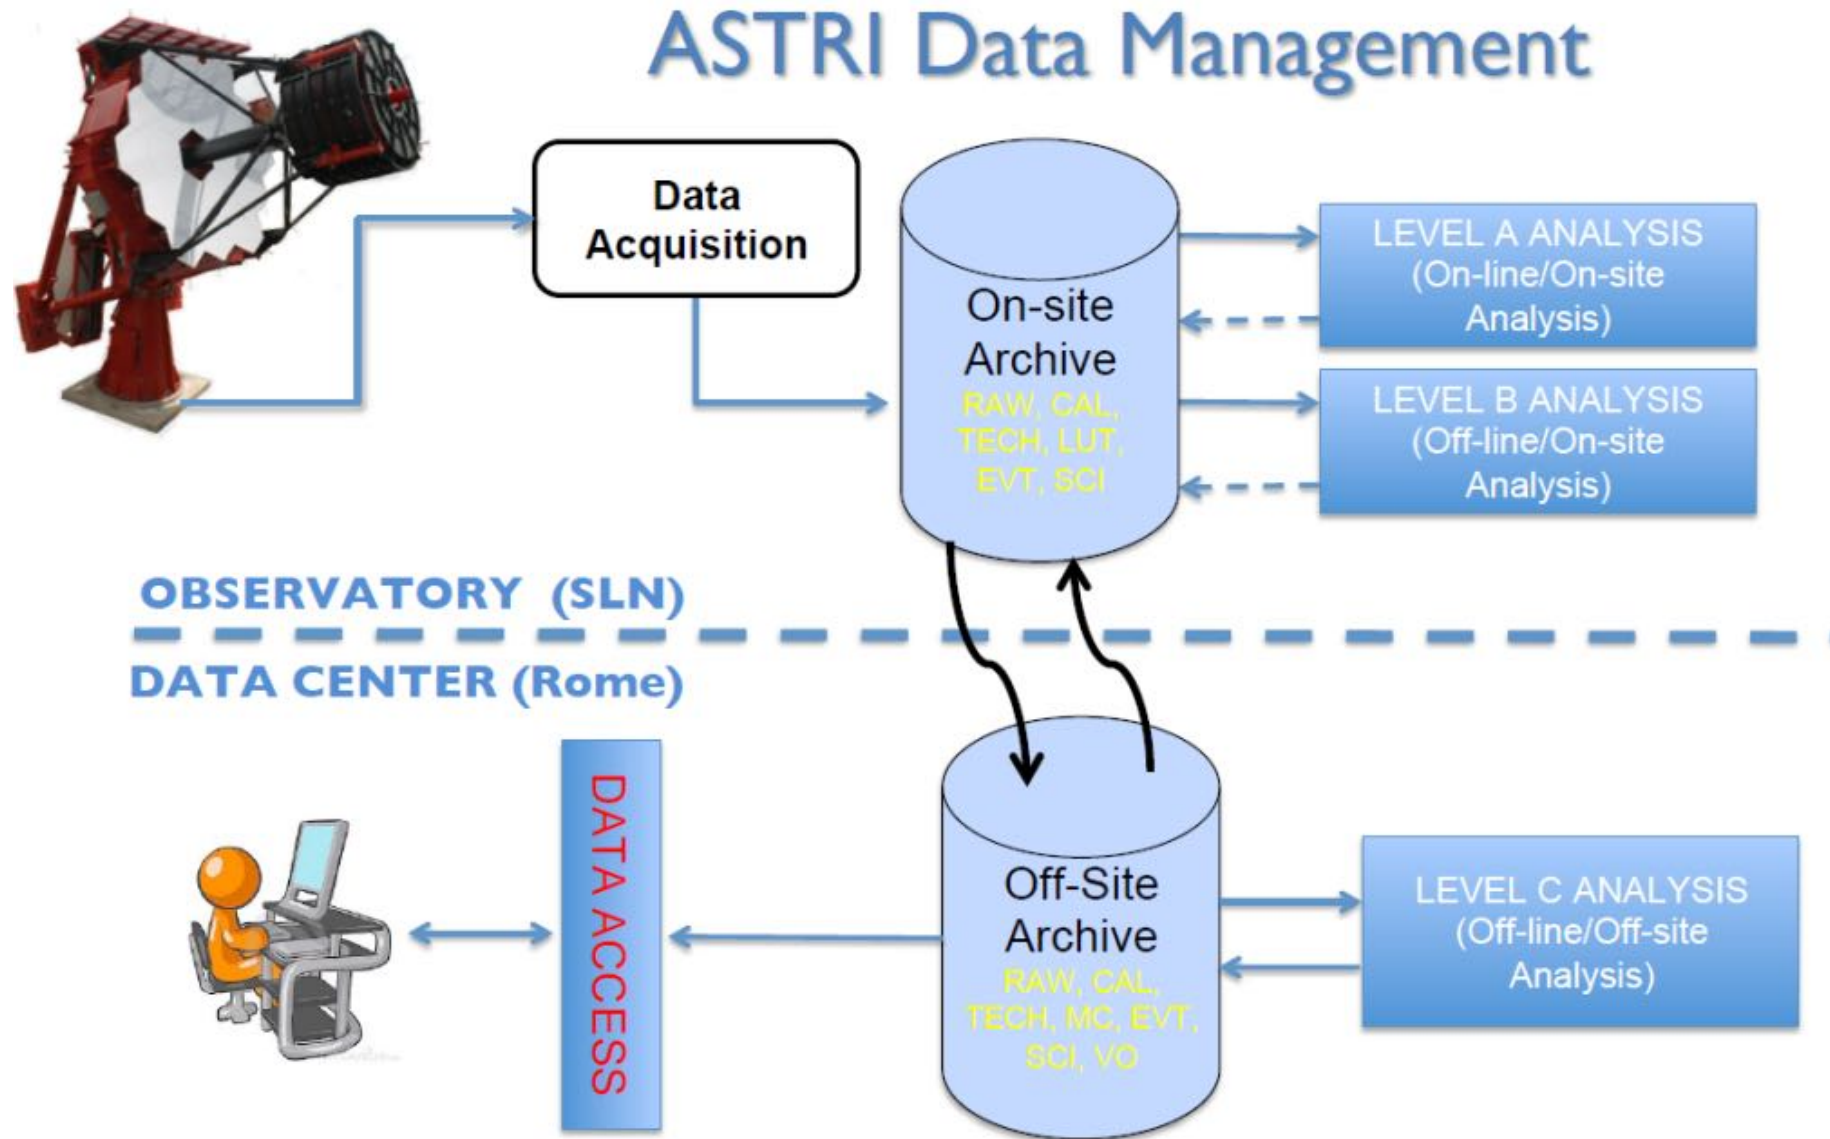 ASTRI Data Management
Data
Acquisition
On-site
Archive
RAW, CAL,
TECH, LUT,
EVT, SCI
LEVEL A ANALYSIS
(On-line/On-site
Analysis)
LEVEL B ANALYSIS
(Off-line/On-site
Analysis)
OBSERVATORY (SLN)
DATA CENTER (Rome)
DATA ACCESS
Off-Site
Archive
RAW, CAL,
TECH, MC, EVT,
SCI, VO
LEVEL C ANALYSIS
(Off-line/Off-site
Analysis)